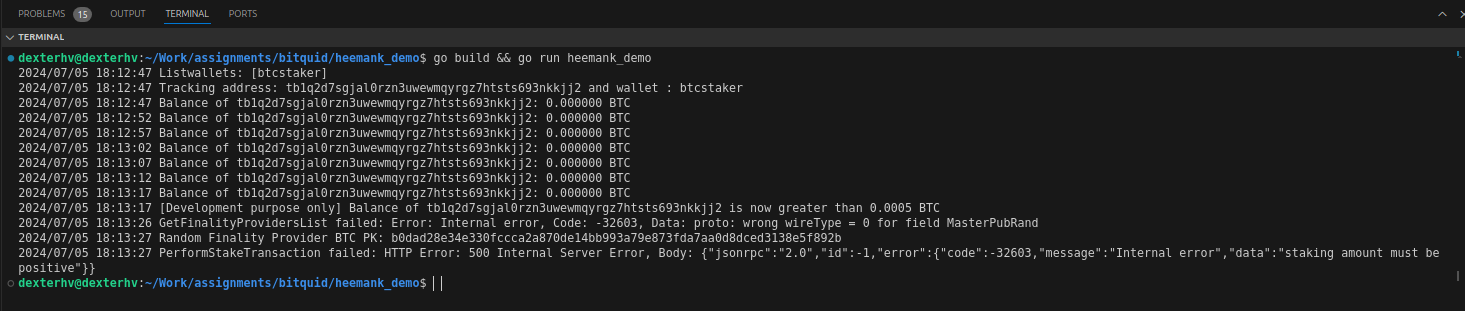 PROBLEMS 15 OUTPUT TERMINAL PORTS
TERMINAL
dexterhv@dexterhv:~/Work/assignments/bitquid/heemank_demo$ go build && go run heemank_demo
2024/07/05 18:12:47 Listwallets: [btcstaker]
2024/07/05 18:12:47 Tracking address: tb1q2d7sgjal0rzn3uwewmqyrgz7htsts693nkkjj2 and wallet : btcstaker
2024/07/05 18:12:47 Balance of tb1q2d7sgjal0rzn3uwewmqyrgz7htsts693nkkjj2: 0.000000 BTC
2024/07/05 18:12:52 Balance of tb1q2d7sgjal0rzn3uwewmqyrgz7htsts693nkkjj2: 0.000000 BTC
2024/07/05 18:12:57 Balance of tb1q2d7sgjal0rzn3uwewmqyrgz7htsts693nkkjj2: 0.000000 BTC
2024/07/05 18:13:02 Balance of tb1q2d7sgjal0rzn3uwewmqyrgz7htsts693nkkjj2: 0.000000 BTC
2024/07/05 18:13:07 Balance of tb1q2d7sgjal0rzn3uwewmqyrgz7htsts693nkkjj2: 0.000000 BTC
2024/07/05 18:13:12 Balance of tb1q2d7sgjal0rzn3uwewmqyrgz7htsts693nkkjj2: 0.000000 BTC
2024/07/05 18:13:17 Balance of tb1q2d7sgjal0rzn3uwewmqyrgz7htsts693nkkjj2: 0.000000 BTC
2024/07/05 18:13:17 [Development purpose only] Balance of tb1q2d7sgjal0rzn3uwewmqyrgz7htsts693nkkjj2 is now greater than 0.0005 BTC
2024/07/05 18:13:26 GetFinalityProvidersList failed: Error: Internal error, Code: -32603, Data: proto: wrong wireType = 0 for field MasterPubRand
2024/07/05 18:13:27 Random Finality Provider BTC PK: b0dad28e34e330fccca2a870de14bb993a79e873fda7aa0d8dced3138e5f892b
2024/07/05 18:13:27 PerformStakeTransaction failed: HTTP Error: 500 Internal Server Error, Body: {"jsonrpc":"2.0","id":-1,"error":{"code":-32603,"message":"Internal error","data":"staking amount must be
positive"}}
dexterhv@dexterhv:~/Work/assignments/bitquid/heemank_demo$